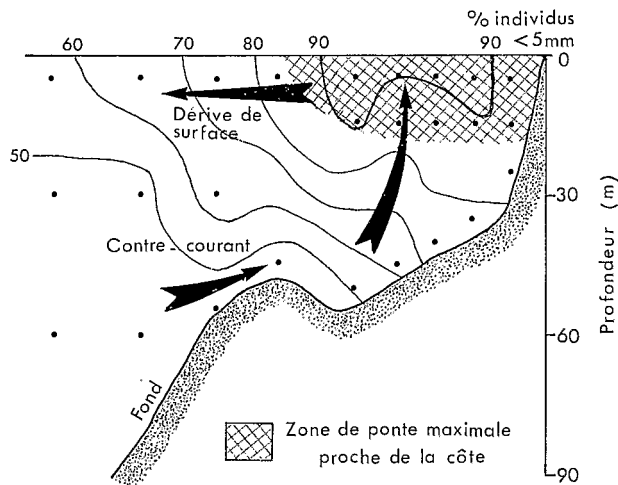 % individus
60 70 80 90 90 <5mm
0
Dérive de
surface
50
30
Contre-courant
Profondeur (m)
60
Fond
Zone de ponte maximale
proche de la côte
90